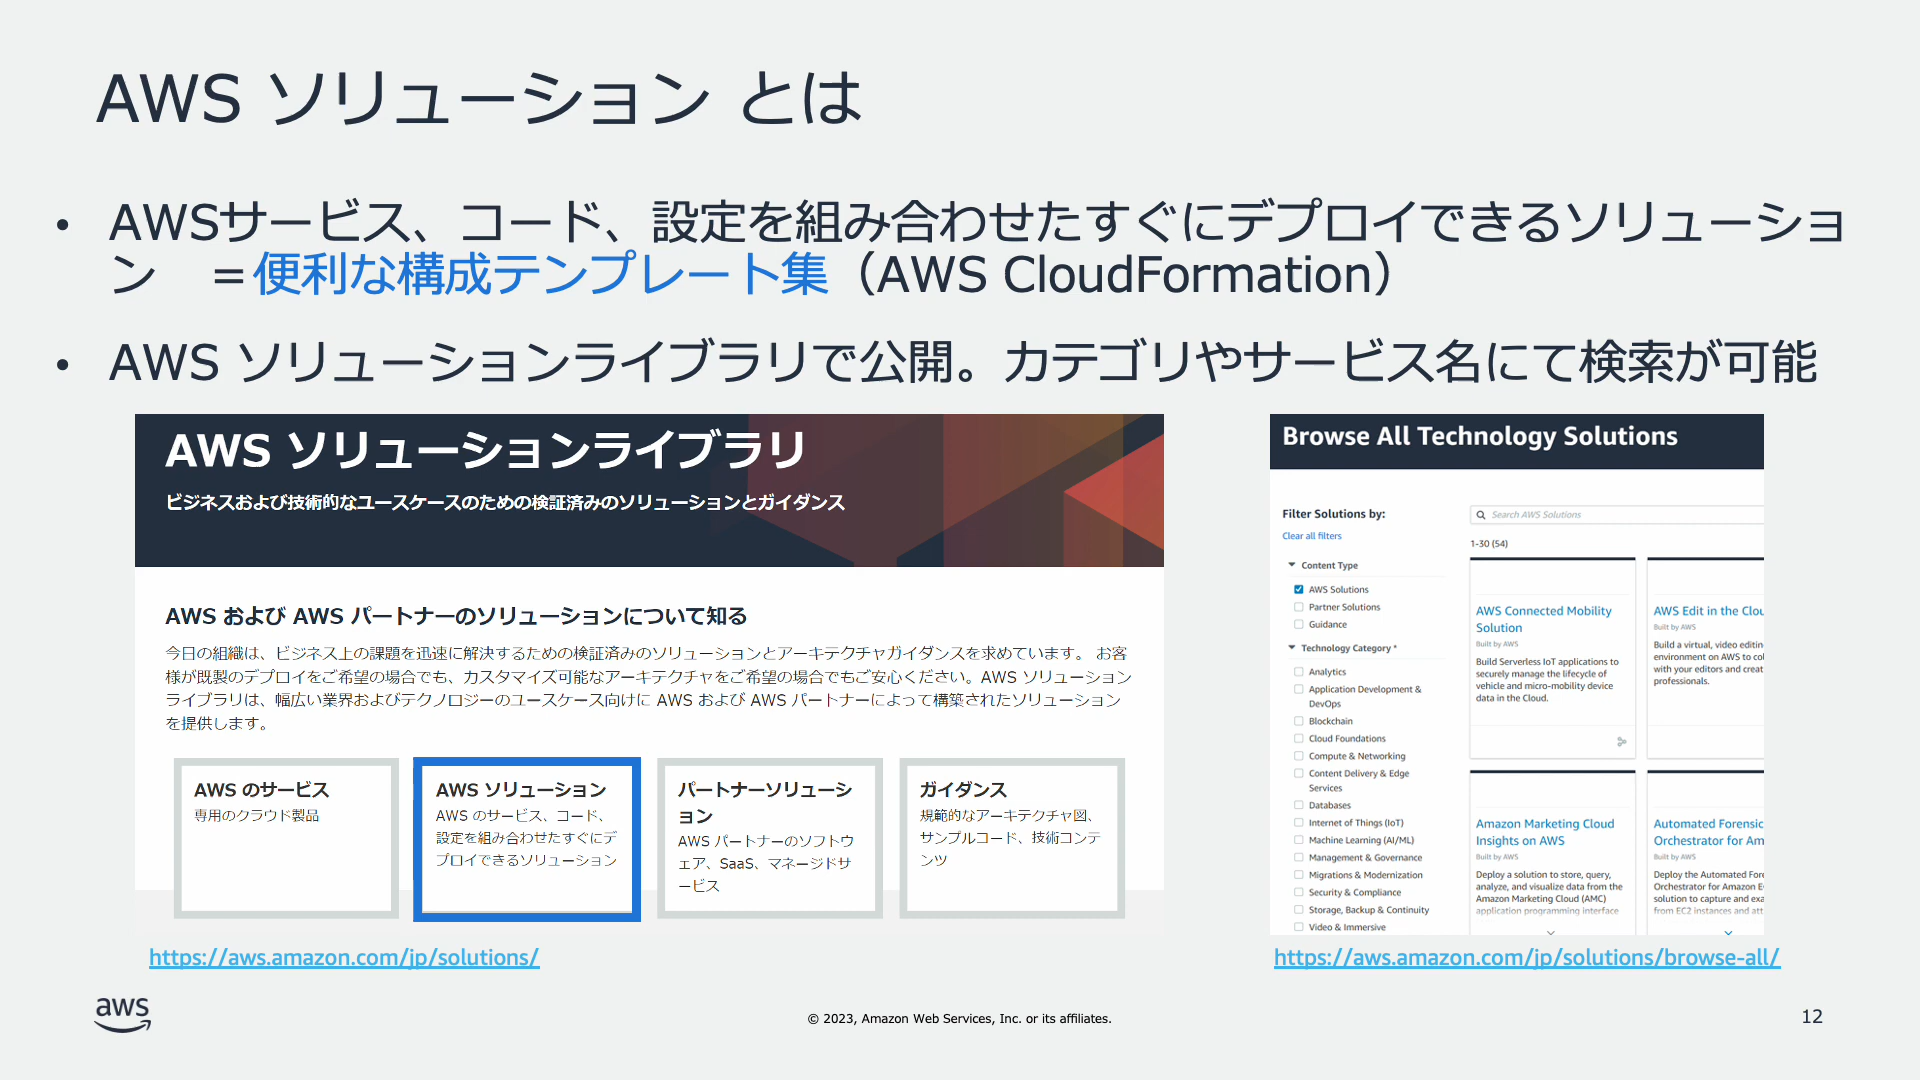 AWS ソリューション とは
• AWSサービス、コード、設定を組み合わせたすぐにデプロイできるソリューショ
ン　＝便利な構成テンプレート集（AWS CloudFormation）
• AWS ソリューションライブラリで公開。カテゴリやサービス名にて検索が可能
AWS ソリューションライブラリ
ビジネスおよび技術的なユースケースのための検証済みのソリューションとガイダンス
AWS および AWS パートナーのソリューションについて知る
今日の組織は、ビジネス上の課題を迅速に解決するための検証済みのソリューションとアーキテクチャガイダンスを求めています。 お客
様が既製のデプロイをご希望の場合でも、カスタマイズ可能なアーキテクチャをご希望の場合でもご安心ください。AWS ソリューション
ライブラリは、幅広い業界およびテクノロジーのユースケース向けに AWS および AWS パートナーによって構築されたソリューション
を提供します。
AWS のサービス
専用のクラウド製品
AWS ソリューション
AWS のサービス、コード、
設定を組み合わせたすぐにデ
プロイできるソリューション
パートナーソリューシ
ョン
AWS パートナーのソフトウ
ェア、SaaS、マネージドサ
ービス
ガイダンス
規範的なアーキテクチャ図、
サンプルコード、技術コンテ
ンツ
https://aws.amazon.com/jp/solutions/
Browse All Technology Solutions
Filter Solutions by:
Clear all filters
Content Type
AWS Solutions
Partner Solutions
Guidance
Technology Category *
Analytics
Application Development &
DevOps
Blockchain
Cloud Foundations
Compute & Networking
Content Delivery & Edge
Services
Databases
Internet of Things (IoT)
Machine Learning (AI/ML)
Management & Governance
Migrations & Modernization
Security & Compliance
Storage, Backup & Continuity
Video & Immersive
Search AWS Solutions
1-30 (54)
AWS Connected Mobility
Solution
Built by AWS
Build Serverless IoT applications to
securely manage the lifecycle of
vehicle and micro-mobility device
data in the Cloud.
AWS Edit in the Clou
Built by AWS
Build a virtual, video editin
environment on AWS to col
with your editors and creat
professionals.
Amazon Marketing Cloud
Insights on AWS
Built by AWS
Deploy a solution to store, query,
analyze, and visualize data from the
Amazon Marketing Cloud (AMC)
application programming interface
Automated Forensic
Orchestrator for Am
Built by AWS
Deploy the Automated Fore
Orchestrator for Amazon E
solution to capture and exa
from EC2 instances and att
https://aws.amazon.com/jp/solutions/browse-all/
aws
© 2023, Amazon Web Services, Inc. or its affiliates.
12